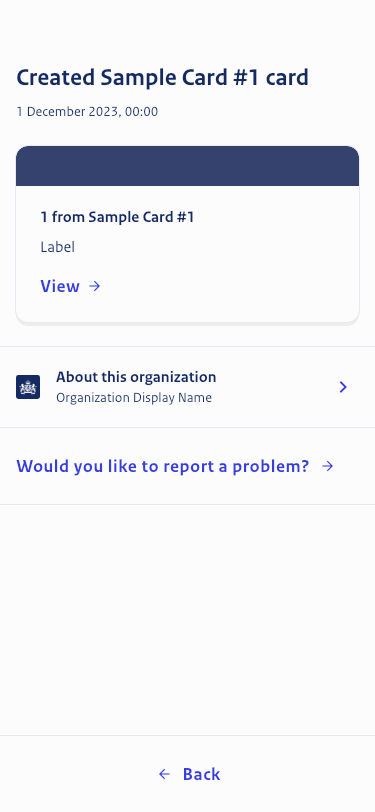 Created Sample Card #1 card
1 December 2023, 00:00
1 from Sample Card #1
Label
View
About this organization
Organization Display Name
Would you like to report a problem?
Back